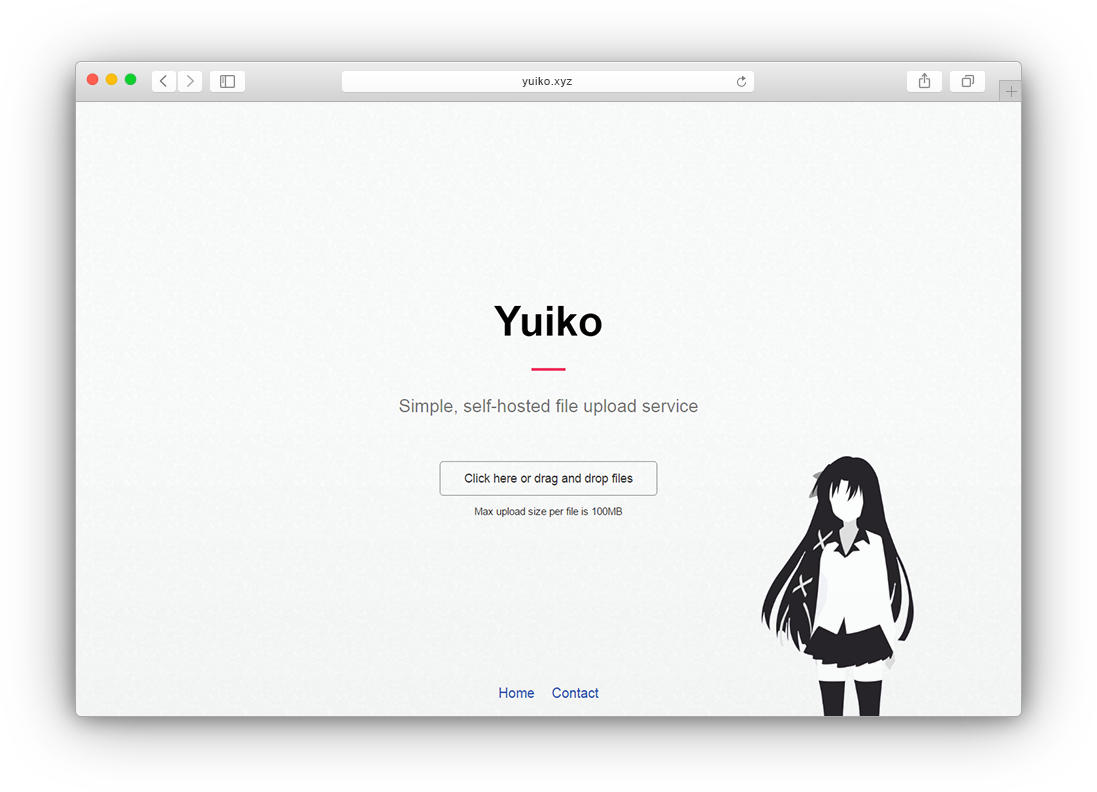 yuiko.xyz
Yuiko
Simple, self-hosted file upload service
Click here or drag and drop files
Max upload size per file is 100MB
Home Contact